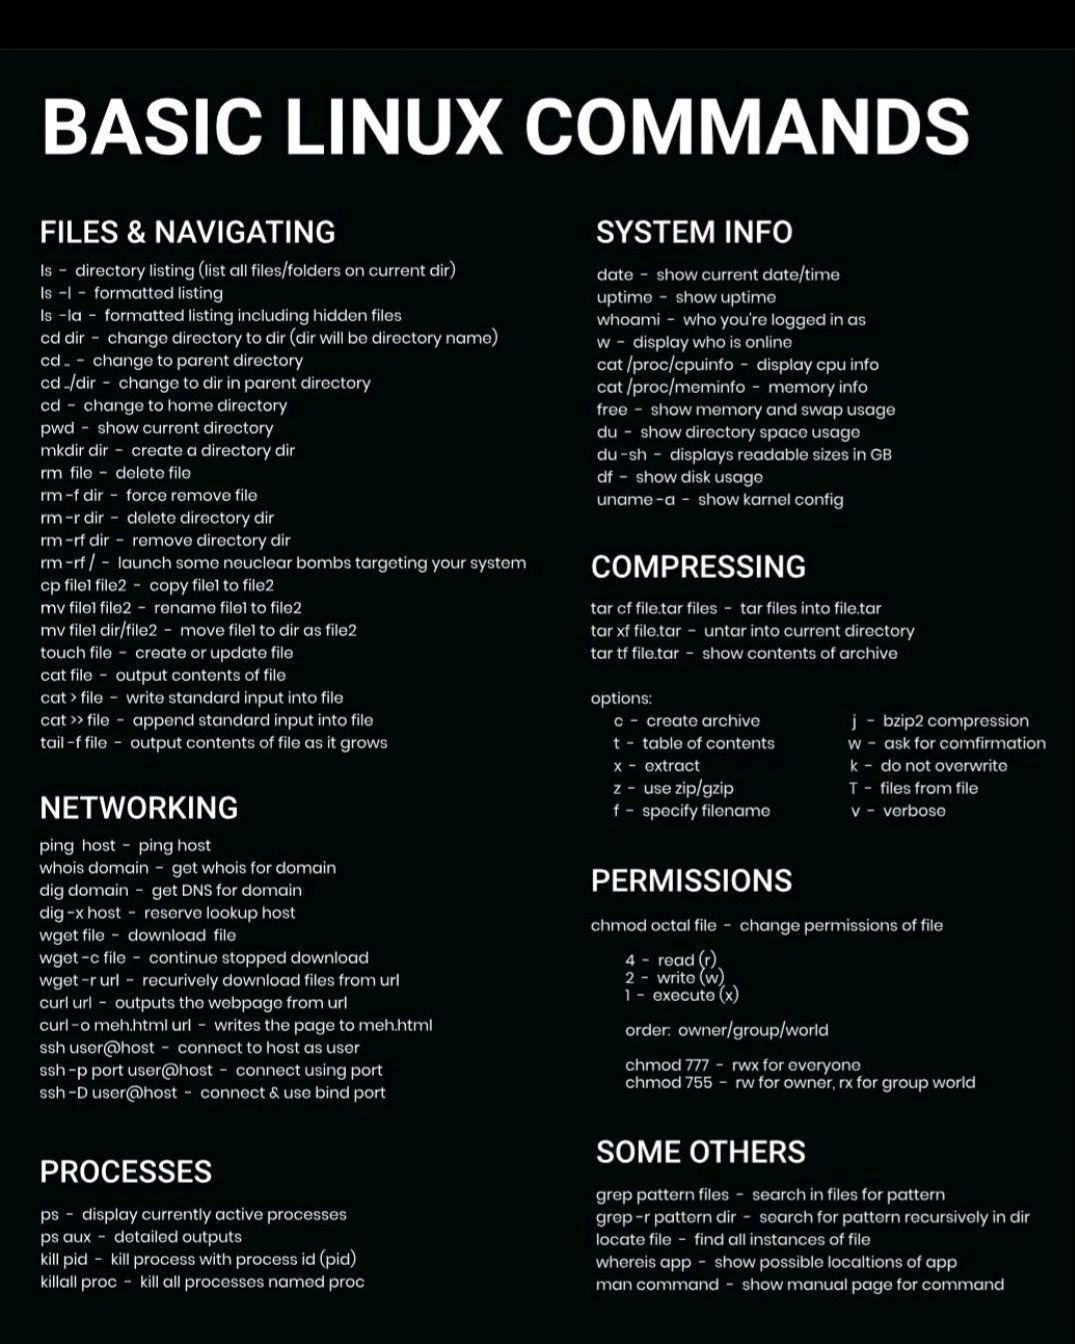 BASIC LINUX COMMANDS
FILES & NAVIGATING
ls - directory listing (list all files/folders on current dir)
ls -l - formatted listing
ls -la - formatted listing including hidden files
cd dir - change directory to dir (dir will be directory name)
cd .. - change to parent directory
cd ../dir - change to dir in parent directory
cd - change to home directory
pwd - show current directory
mkdir dir - create a directory dir
rm file - delete file
rm -f dir - force remove file
rm -r dir - delete directory dir
rm -rf dir - remove directory dir
rm -rf / - launch some neuclear bombs targeting your system
cp file1 file2 - copy file1 to file2
mv file1 file2 - rename file1 to file2
mv file1 dir/file2 - move file1 to dir as file2
touch file - create or update file
cat file - output contents of file
cat > file - write standard input into file
cat >> file - append standard input into file
tail -f file - output contents of file as it grows
NETWORKING
ping host - ping host
whois domain - get whois for domain
dig domain - get DNS for domain
dig -x host - reserve lookup host
wget file - download file
wget -c file - continue stopped download
wget -r url - recurively download files from url
curl url - outputs the webpage from url
curl -o meh.html url - writes the page to meh.html
ssh user@host - connect to host as user
ssh -p port user@host - connect using port
ssh -D user@host - connect & use bind port
PROCESSES
ps - display currently active processes
ps aux - detailed outputs
kill pid - kill process with process id (pid)
killall proc - kill all processes named proc
SYSTEM INFO
date - show current date/time
uptime - show uptime
whoami - who you're logged in as
w - display who is online
cat /proc/cpuinfo - display cpu info
cat /proc/meminfo - memory info
free - show memory and swap usage
du - show directory space usage
du -sh - displays readable sizes in GB
df - show disk usage
uname -a - show karnel config
COMPRESSING
tar cf file.tar files - tar files into file.tar
tar xf file.tar - untar into current directory
tar tf file.tar - show contents of archive
options:
c - create archive
t - table of contents
x - extract
z - use zip/gzip
f - specify filename
j - bzip2 compression
w - ask for comfirmation
k - do not overwrite
T - files from file
v - verbose
PERMISSIONS
chmod octal file - change permissions of file
4 - read (r)
2 - write (w)
1 - execute (x)
order: owner/group/world
chmod 777 - rwx for everyone
chmod 755 - rw for owner, rx for group world
SOME OTHERS
grep pattern files - search in files for pattern
grep -r pattern dir - search for pattern recursively in dir
locate file - find all instances of file
whereis app - show possible localtions of app
man command - show manual page for command